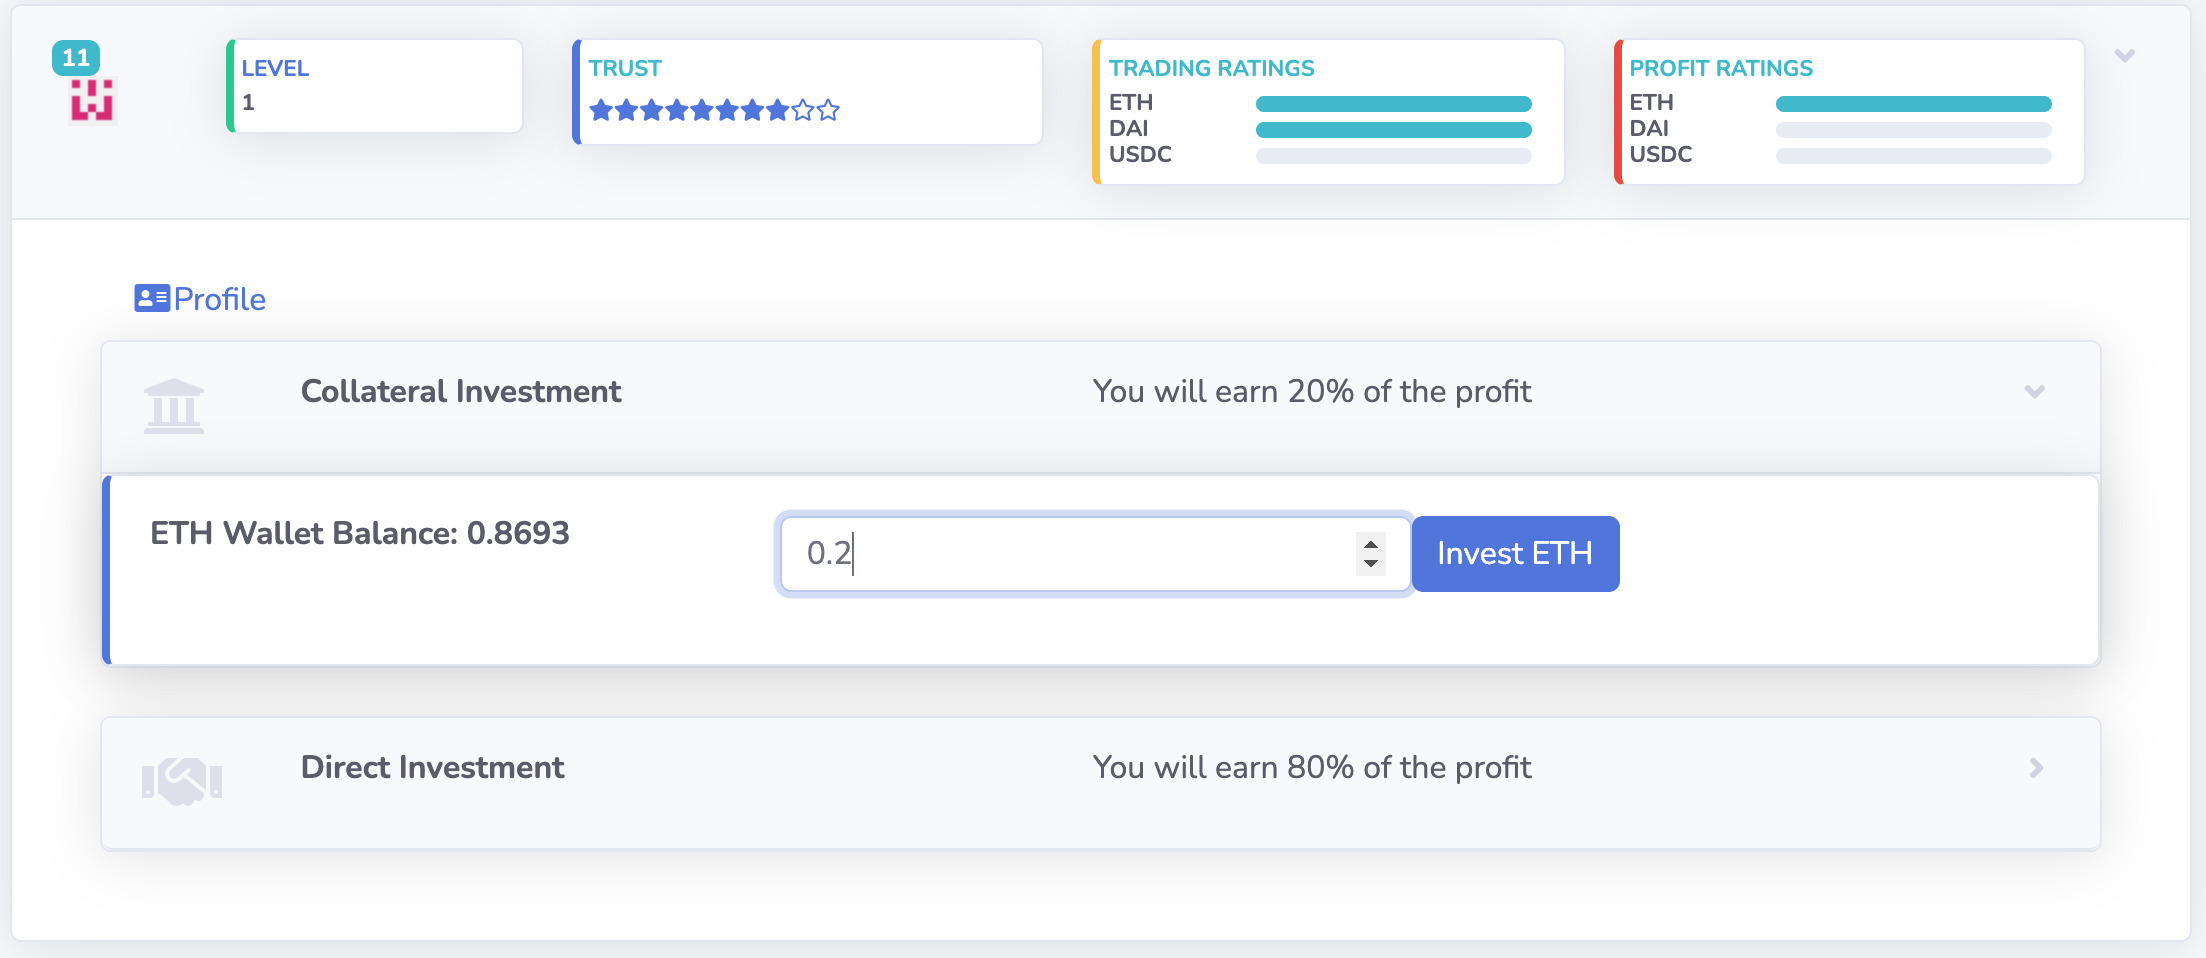 11
LEVEL
1
TRUST
TRADING RATINGS
ETH
DAI
USDC
PROFIT RATINGS
ETH
DAI
USDC
Profile
Collateral Investment
You will earn 20% of the profit
ETH Wallet Balance: 0.8693
0.2
Invest ETH
Direct Investment
You will earn 80% of the profit